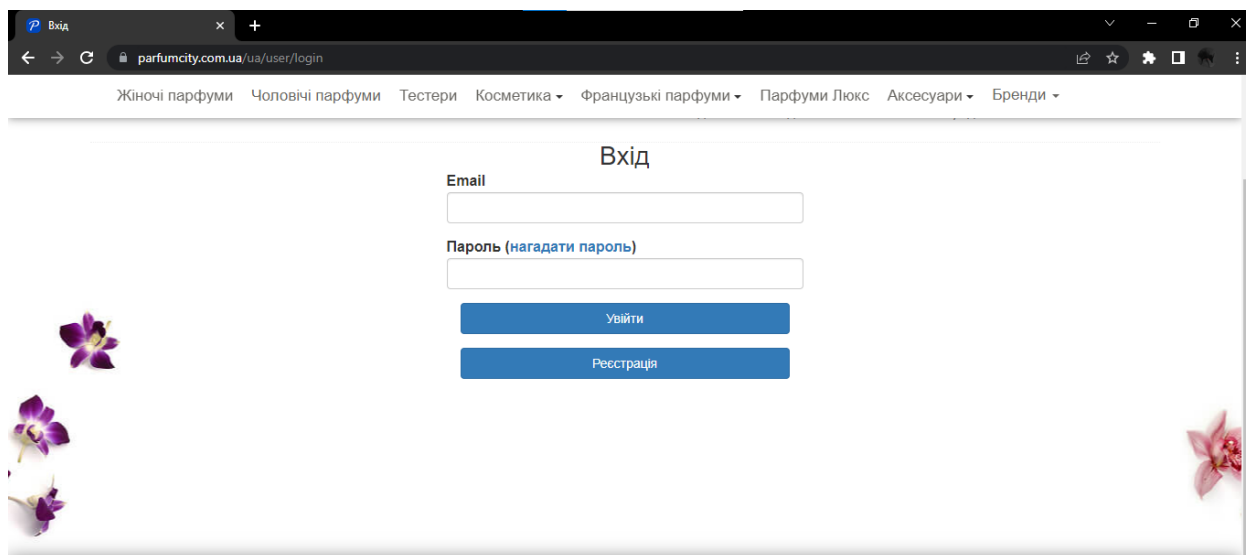 Вхід
parfumcity.com.ua/ua/user/login
Жіночі парфуми Чоловічі парфуми Тестери Косметика Французькі парфуми Парфуми Люкс Аксесуари Бренди
Вхід
Email
Пароль (нагадати пароль)
Увійти
Реєстрація